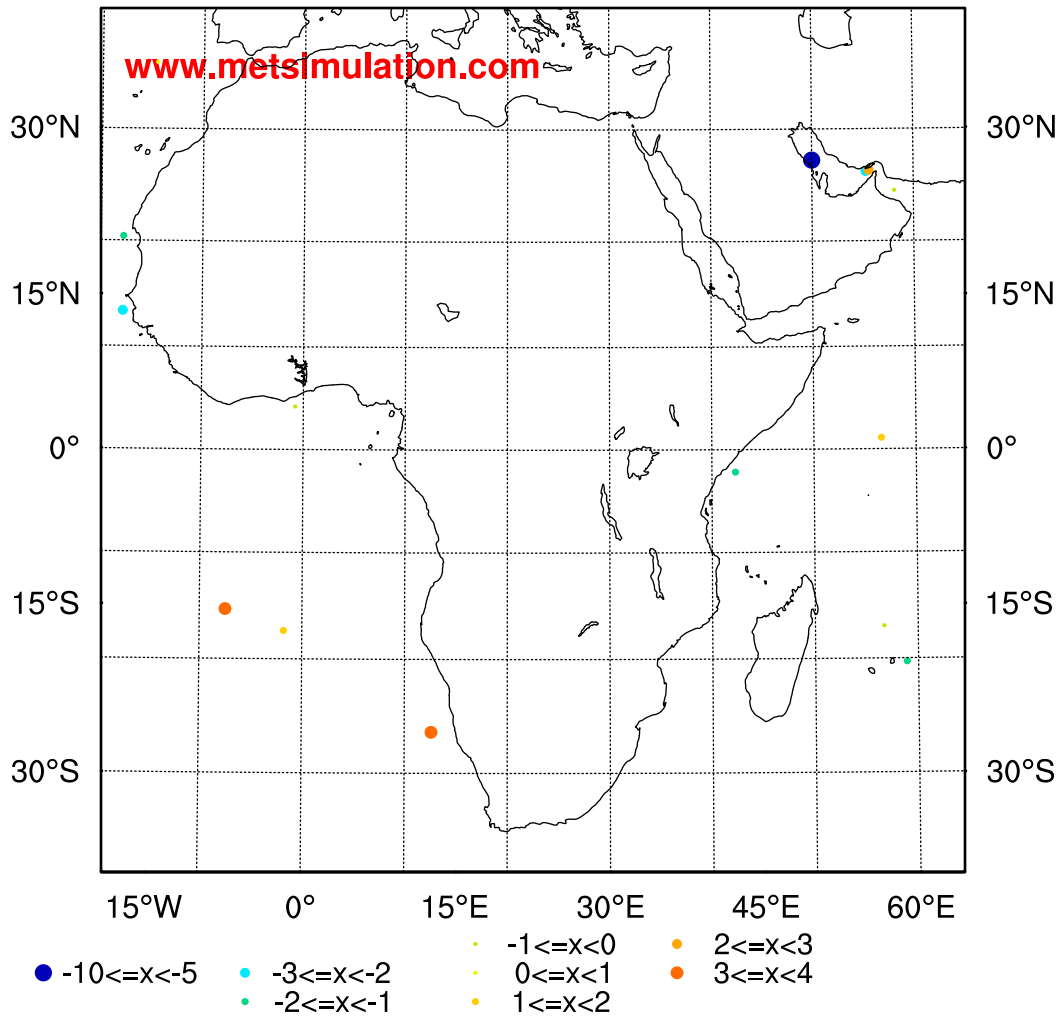 www.metsimulation.com
30°N 30°N
15°N 15°N
0° 0°
15°S 15°S
30°S 30°S
15°W 0° 15°E 30°E 45°E 60°E
-1<=x<0 2<=x<3
-10<=x<-5 -3<=x<-2 0<=x<1 3<=x<4
-2<=x<-1 1<=x<2